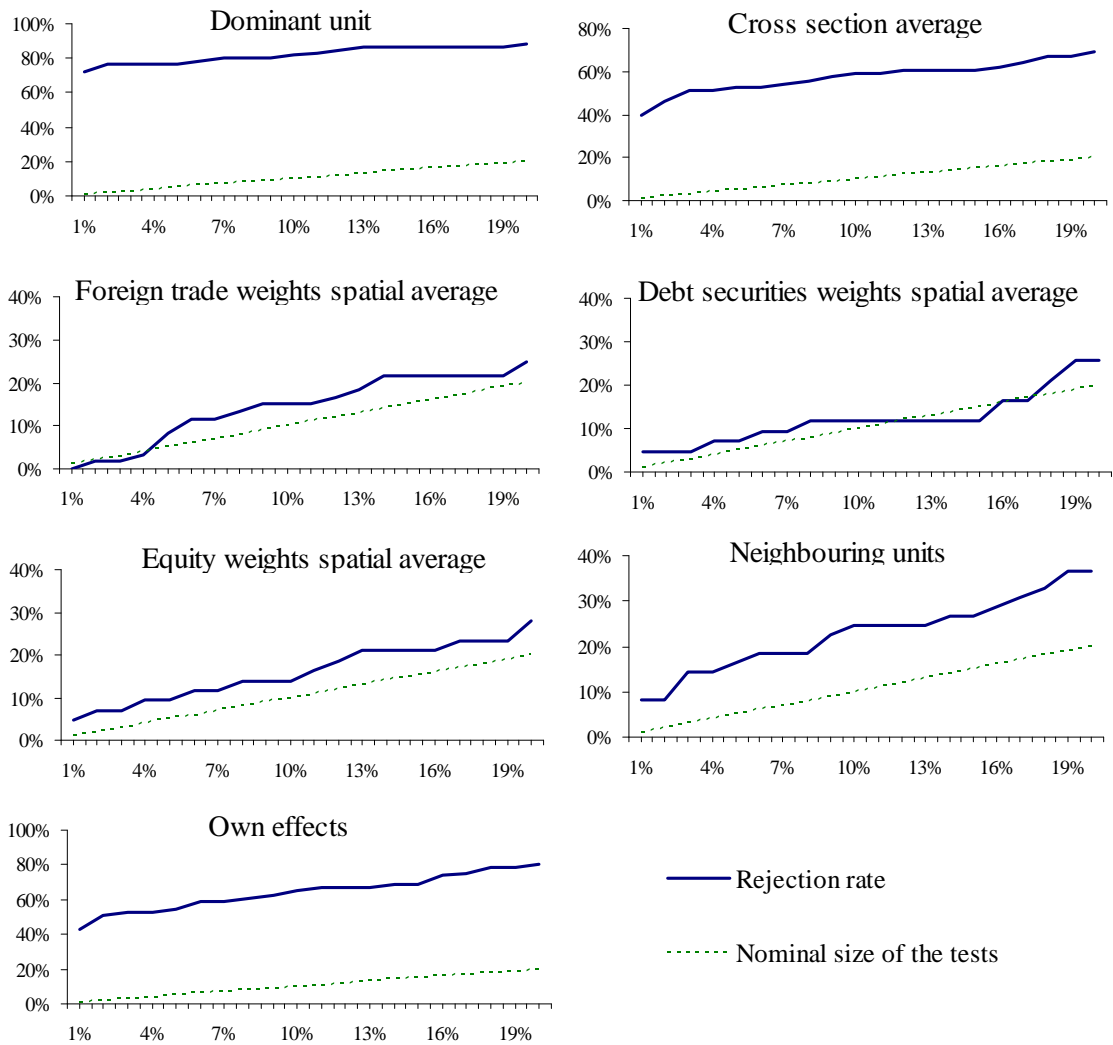 Dominant unit
100%
80%
60%
40%
20%
0%
1% 4% 7% 10% 13% 16% 19%
Cross section average
80%
60%
40%
20%
0%
1% 4% 7% 10% 13% 16% 19%
Foreign trade weights spatial average
40%
30%
20%
10%
0%
1% 4% 7% 10% 13% 16% 19%
Debt securities weights spatial average
40%
30%
20%
10%
0%
1% 4% 7% 10% 13% 16% 19%
Equity weights spatial average
40%
30%
20%
10%
0%
1% 4% 7% 10% 13% 16% 19%
Neighbouring units
40%
30%
20%
10%
0%
1% 4% 7% 10% 13% 16% 19%
Own effects
100%
80%
60%
40%
20%
0%
1% 4% 7% 10% 13% 16% 19%
Rejection rate
Nominal size of the tests